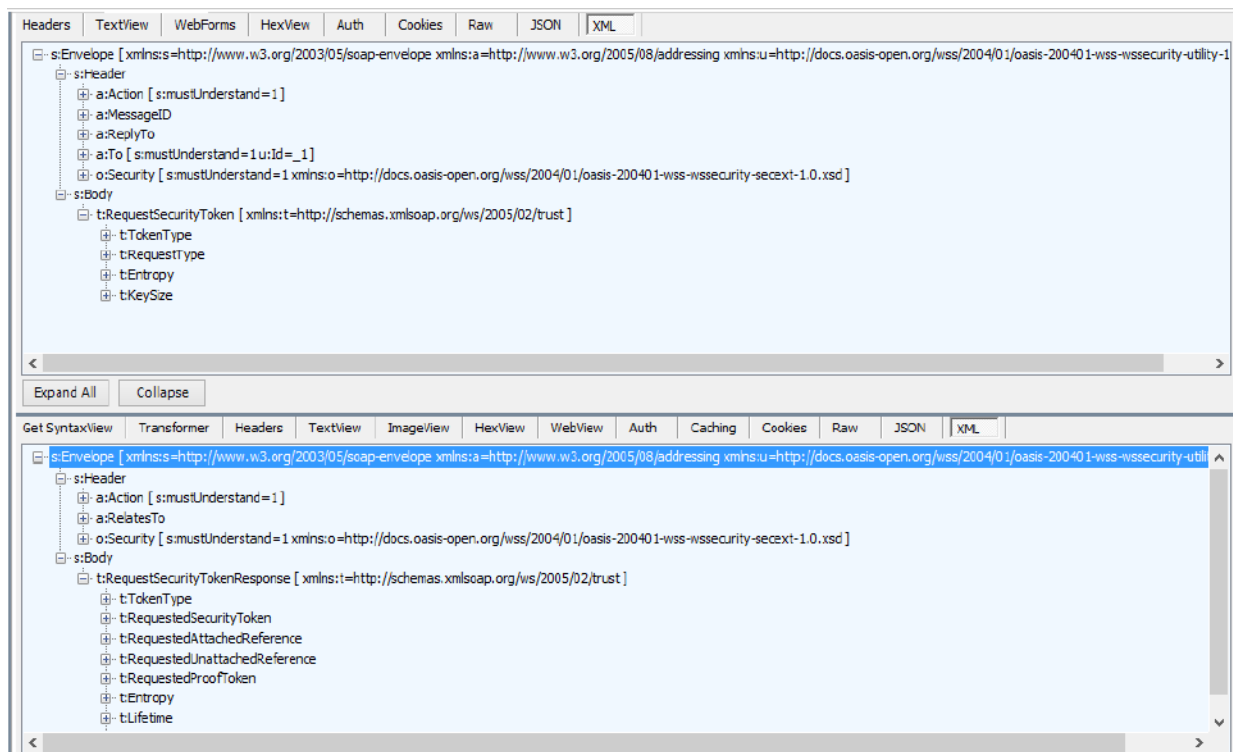 Headers TextView WebForms HexView Auth Cookies Raw JSON XML
s:Envelope [ xmlns:s=http://www.w3.org/2003/05/soap-envelope xmlns:a=http://www.w3.org/2005/08/addressing xmlns:u=http://docs.oasis-open.org/wss/2004/01/oasis-200401-wss-wssecurity-utility-1
s:Header
a:Action [ s:mustUnderstand=1 ]
a:MessageID
a:ReplyTo
a:To [ s:mustUnderstand=1 u:Id=_1 ]
o:Security [ s:mustUnderstand=1 xmlns:o=http://docs.oasis-open.org/wss/2004/01/oasis-200401-wss-wssecurity-secext-1.0.xsd ]
s:Body
t:RequestSecurityToken [ xmlns:t=http://schemas.xmlsoap.org/ws/2005/02/trust ]
t:TokenType
t:RequestType
t:Entropy
t:KeySize
Expand All Collapse
Get SyntaxView Transformer Headers TextView ImageView HexView WebView Auth Caching Cookies Raw JSON XML
s:Envelope [ xmlns:s=http://www.w3.org/2003/05/soap-envelope xmlns:a=http://www.w3.org/2005/08/addressing xmlns:u=http://docs.oasis-open.org/wss/2004/01/oasis-200401-wss-wssecurity-utili
s:Header
a:Action [ s:mustUnderstand=1 ]
a:RelatesTo
o:Security [ s:mustUnderstand=1 xmlns:o=http://docs.oasis-open.org/wss/2004/01/oasis-200401-wss-wssecurity-secext-1.0.xsd ]
s:Body
t:RequestSecurityTokenResponse [ xmlns:t=http://schemas.xmlsoap.org/ws/2005/02/trust ]
t:TokenType
t:RequestedSecurityToken
t:RequestedAttachedReference
t:RequestedUnattachedReference
t:RequestedProofToken
t:Entropy
t:Lifetime